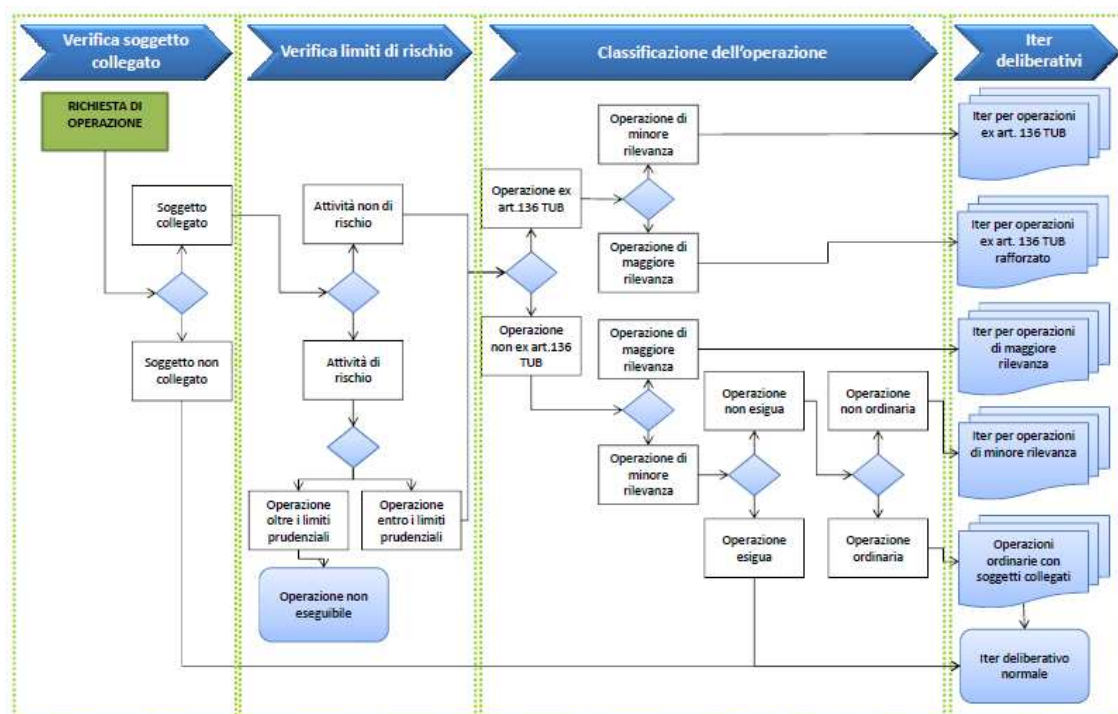 Verifica soggetto
collegato
Verifica limiti di rischio
Classificazione dell'operazione
Iter
deliberativi
RICHIESTA DI
OPERAZIONE
Soggetto
collegato
Soggetto non
collegato
Attività non di
rischio
Attività di
rischio
Operazione
oltre i limiti
prudenziali
Operazione
entro i limiti
prudenziali
Operazione non
eseguibile
Operazione ex
art.136 TUB
Operazione
non ex art.136
TUB
Operazione di
minore
rilevanza
Operazione di
maggiore
rilevanza
Operazione di
maggiore
rilevanza
Operazione di
minore
rilevanza
Operazione
non esigua
Operazione
esigua
Operazione
non ordinaria
Operazione
ordinaria
Iter per operazioni
ex art. 136 TUB
Iter per operazioni
ex art. 136 TUB
rafforzato
Iter per operazioni
di maggiore
rilevanza
Iter per operazioni
di minore rilevanza
Operazioni
ordinarie con
soggetti collegati
Iter deliberativo
normale